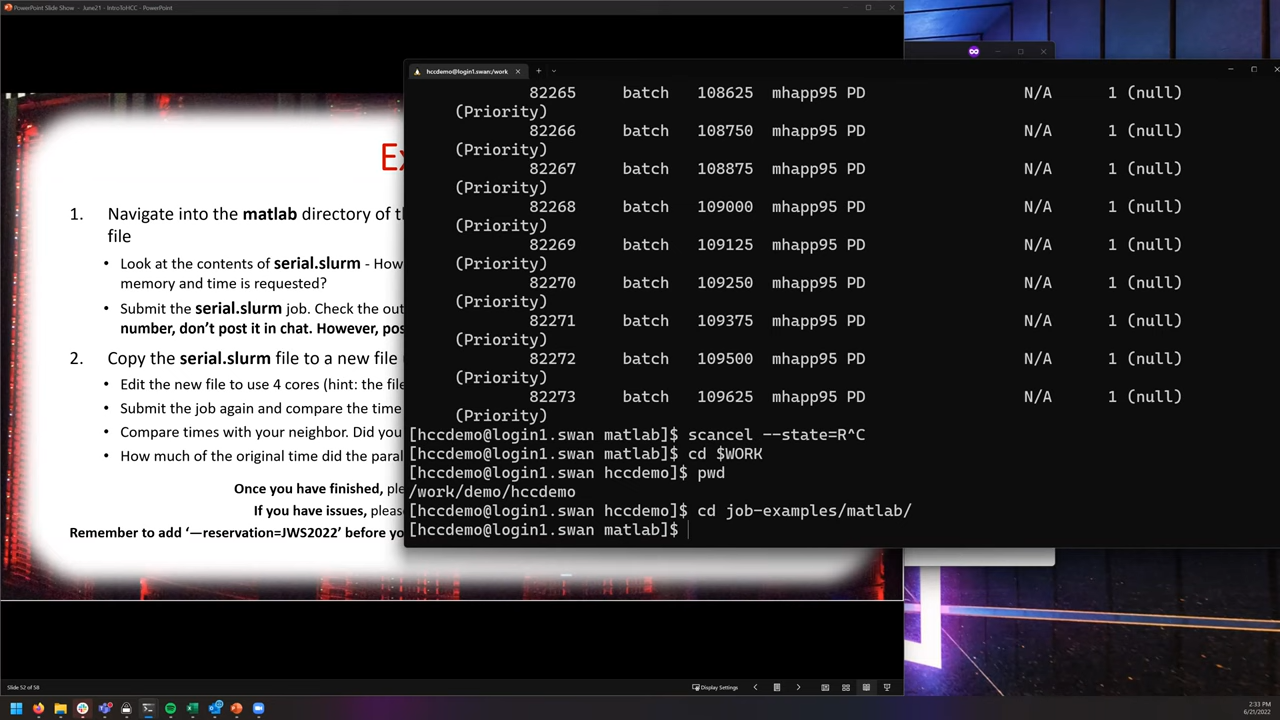 PowerPoint Slide Show - June21 - IntroToHCC - PowerPoint
Ex
1. Navigate into the matlab directory of th
file
• Look at the contents of serial.slurm - How
memory and time is requested?
• Submit the serial.slurm job. Check the out
number, don't post it in chat. However, pos
2. Copy the serial.slurm file to a new file
• Edit the new file to use 4 cores (hint: the file
• Submit the job again and compare the time
• Compare times with your neighbor. Did you
• How much of the original time did the paral
Once you have finished, ple
If you have issues, please
Remember to add '—reservation=JWS2022' before yo
hccdemo@login1.swan:/work
82265 batch 108625 mhapp95 PD N/A 1 (null)
(Priority)
82266 batch 108750 mhapp95 PD N/A 1 (null)
(Priority)
82267 batch 108875 mhapp95 PD N/A 1 (null)
(Priority)
82268 batch 109000 mhapp95 PD N/A 1 (null)
(Priority)
82269 batch 109125 mhapp95 PD N/A 1 (null)
(Priority)
82270 batch 109250 mhapp95 PD N/A 1 (null)
(Priority)
82271 batch 109375 mhapp95 PD N/A 1 (null)
(Priority)
82272 batch 109500 mhapp95 PD N/A 1 (null)
(Priority)
82273 batch 109625 mhapp95 PD N/A 1 (null)
(Priority)
[hccdemo@login1.swan matlab]$ scancel --state=R^C
[hccdemo@login1.swan matlab]$ cd $WORK
[hccdemo@login1.swan hccdemo]$ pwd
/work/demo/hccdemo
[hccdemo@login1.swan hccdemo]$ cd job-examples/matlab/
[hccdemo@login1.swan matlab]$
Slide 52 of 58
Display Settings
2:33 PM
6/21/2022